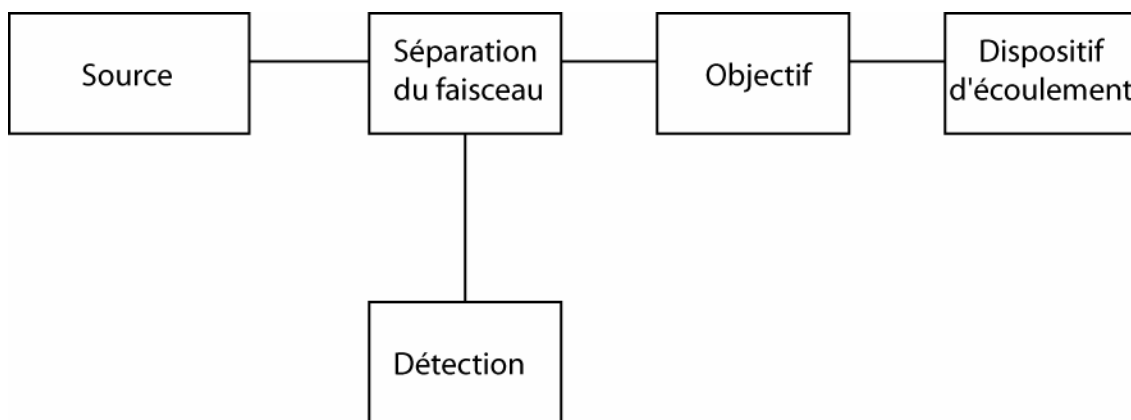 Source
Séparation
du faisceau
Objectif
Dispositif
d'écoulement
Détection